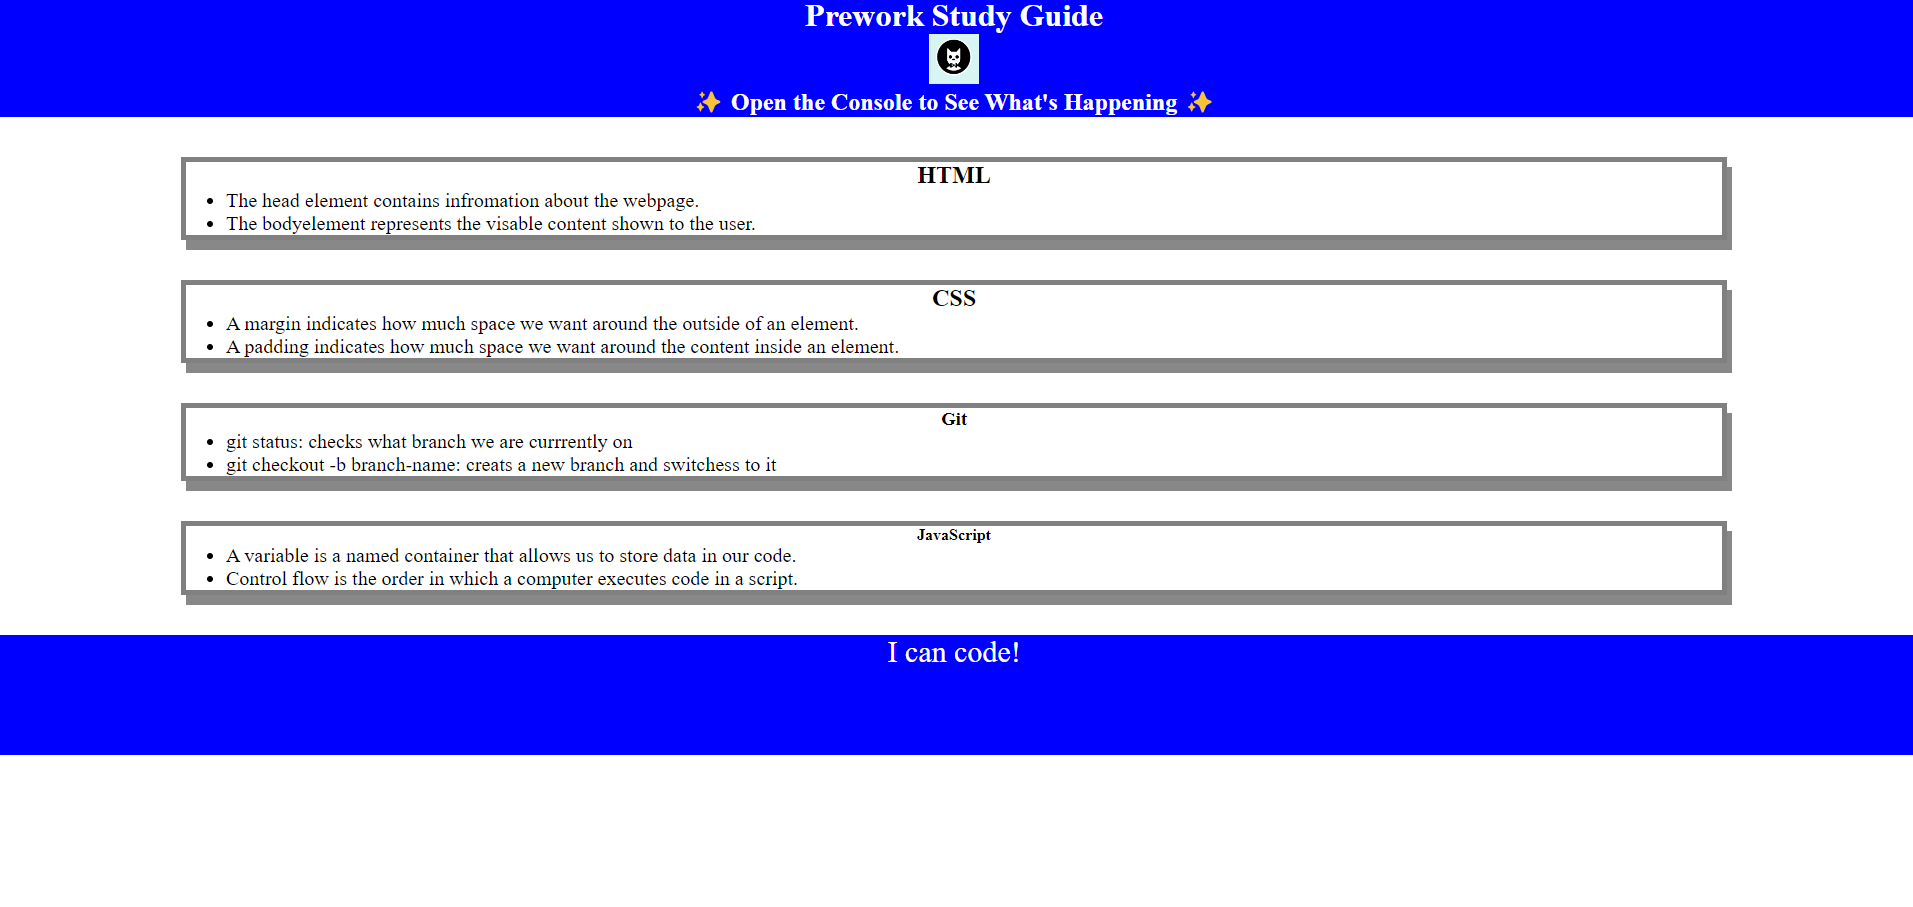 Prework Study Guide
✨ Open the Console to See What's Happening ✨
HTML
• The head element contains infromation about the webpage.
• The bodyelement represents the visable content shown to the user.
CSS
• A margin indicates how much space we want around the outside of an element.
• A padding indicates how much space we want around the content inside an element.
Git
• git status: checks what branch we are currrently on
• git checkout -b branch-name: creats a new branch and switchess to it
JavaScript
• A variable is a named container that allows us to store data in our code.
• Control flow is the order in which a computer executes code in a script.
I can code!